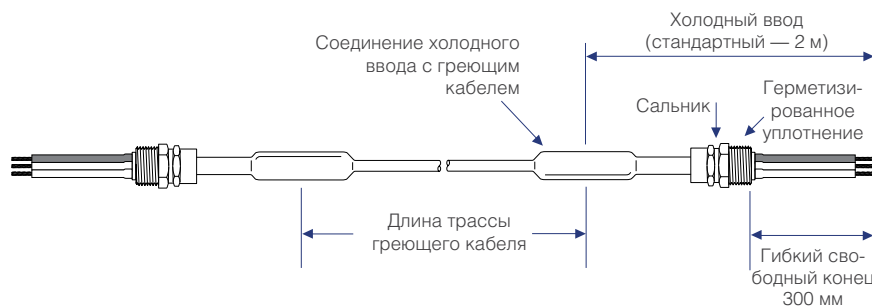 Холодный ввод
(стандартный — 2 м)
Соединение холодного
ввода с греющим
кабелем
Сальник
Герметизи-
рованное
уплотнение
Длина трассы
греющего кабеля
Гибкий сво-
бодный конец
300 мм